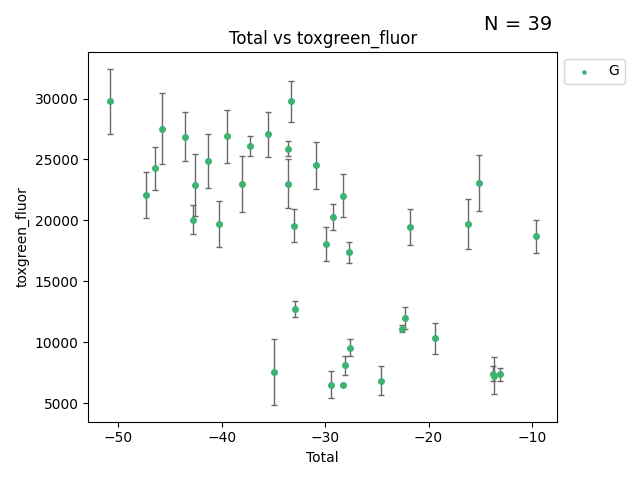 N = 39
Total vs toxgreen_fluor
G
toxgreen_fluor
30000
25000
20000
15000
10000
5000
−50 −40 −30 −20 −10
Total